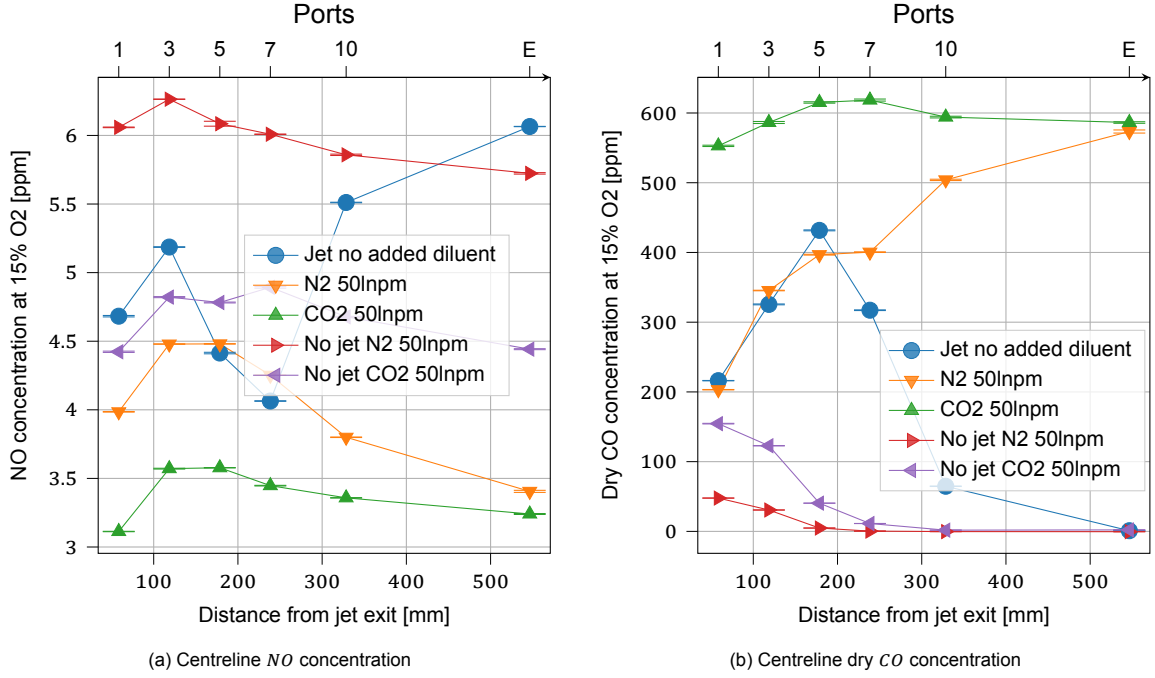 Ports
1 3 5 7 10 E
6
5.5
5
4.5
4
3.5
3
NO concentration at 15% O2 [ppm]
Jet no added diluent
N2 50lnpm
CO2 50lnpm
No jet N2 50lnpm
No jet CO2 50lnpm
100 200 300 400 500
Distance from jet exit [mm]
(a) Centreline NO concentration
Ports
1 3 5 7 10 E
600
500
400
300
200
100
0
Dry CO concentration at 15% O2 [ppm]
Jet no added diluent
N2 50lnpm
CO2 50lnpm
No jet N2 50lnpm
No jet CO2 50lnpm
100 200 300 400 500
Distance from jet exit [mm]
(b) Centreline dry CO concentration